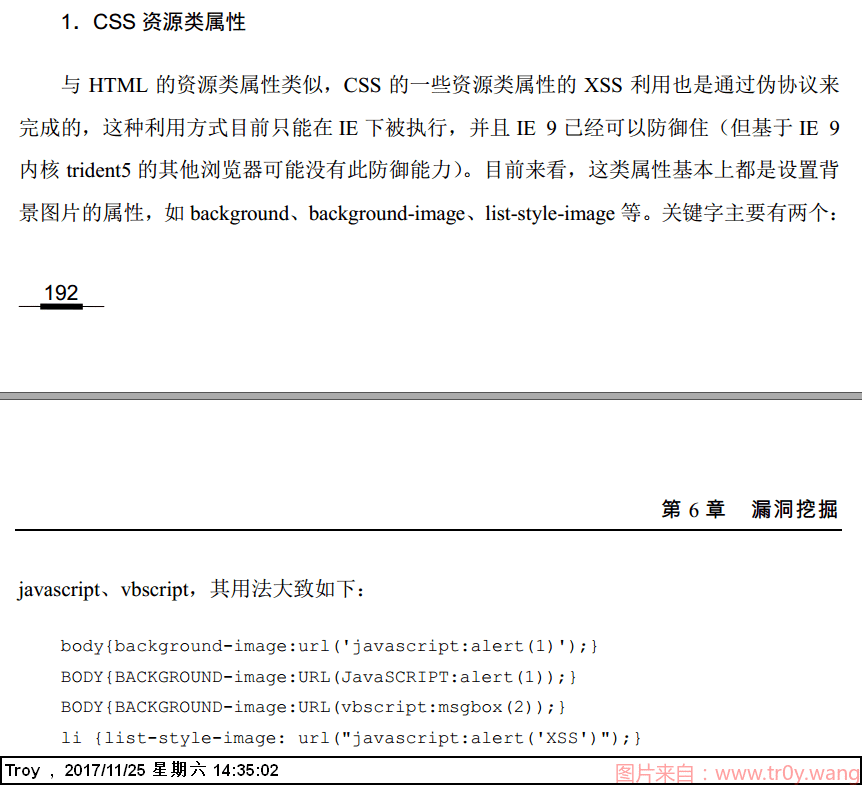 1. CSS 资源类属性
与 HTML 的资源类属性类似，CSS 的一些资源类属性的 XSS 利用也是通过伪协议来
完成的，这种利用方式目前只能在 IE 下被执行，并且 IE 9 已经可以防御住（但基于 IE 9
内核 trident5 的其他浏览器可能没有此防御能力）。目前来看，这类属性基本上都是设置背
景图片的属性，如 background、background-image、list-style-image 等。关键字主要有两个：
192
第 6 章 漏洞挖掘
javascript、vbscript，其用法大致如下：
body{background-image:url('javascript:alert(1)');}
BODY{BACKGROUND-image:URL(JavaSCRIPT:alert(1));}
BODY{BACKGROUND-image:URL(vbscript:msgbox(2));}
li {list-style-image: url("javascript:alert('XSS')");}
Troy , 2017/11/25 星期六 14:35:02
图片来自：www.tr0y.wang